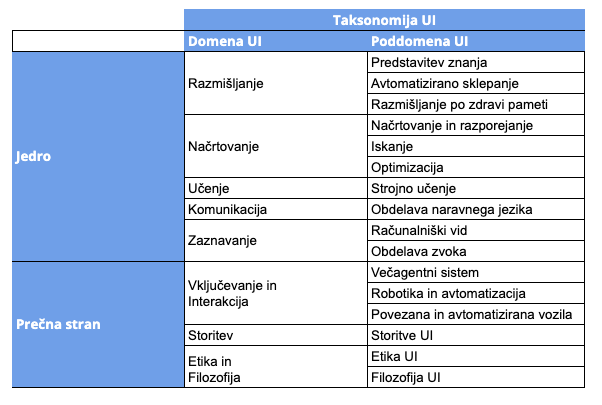 Taksonomija UI
Domena UI Poddomena UI
Jedro
Razmišljanje
Predstavitev znanja
Avtomatizirano sklepanje
Razmišljanje po zdravi pameti
Načrtovanje
Načrtovanje in razporejanje
Iskanje
Optimizacija
Učenje Strojno učenje
Komunikacija Obdelava naravnega jezika
Zaznavanje
Računalniški vid
Obdelava zvoka
Prečna stran
Vključevanje in
Interakcija
Večagentni sistem
Robotika in avtomatizacija
Povezana in avtomatizirana vozila
Storitev Storitve UI
Etika in
Filozofija
Etika UI
Filozofija UI